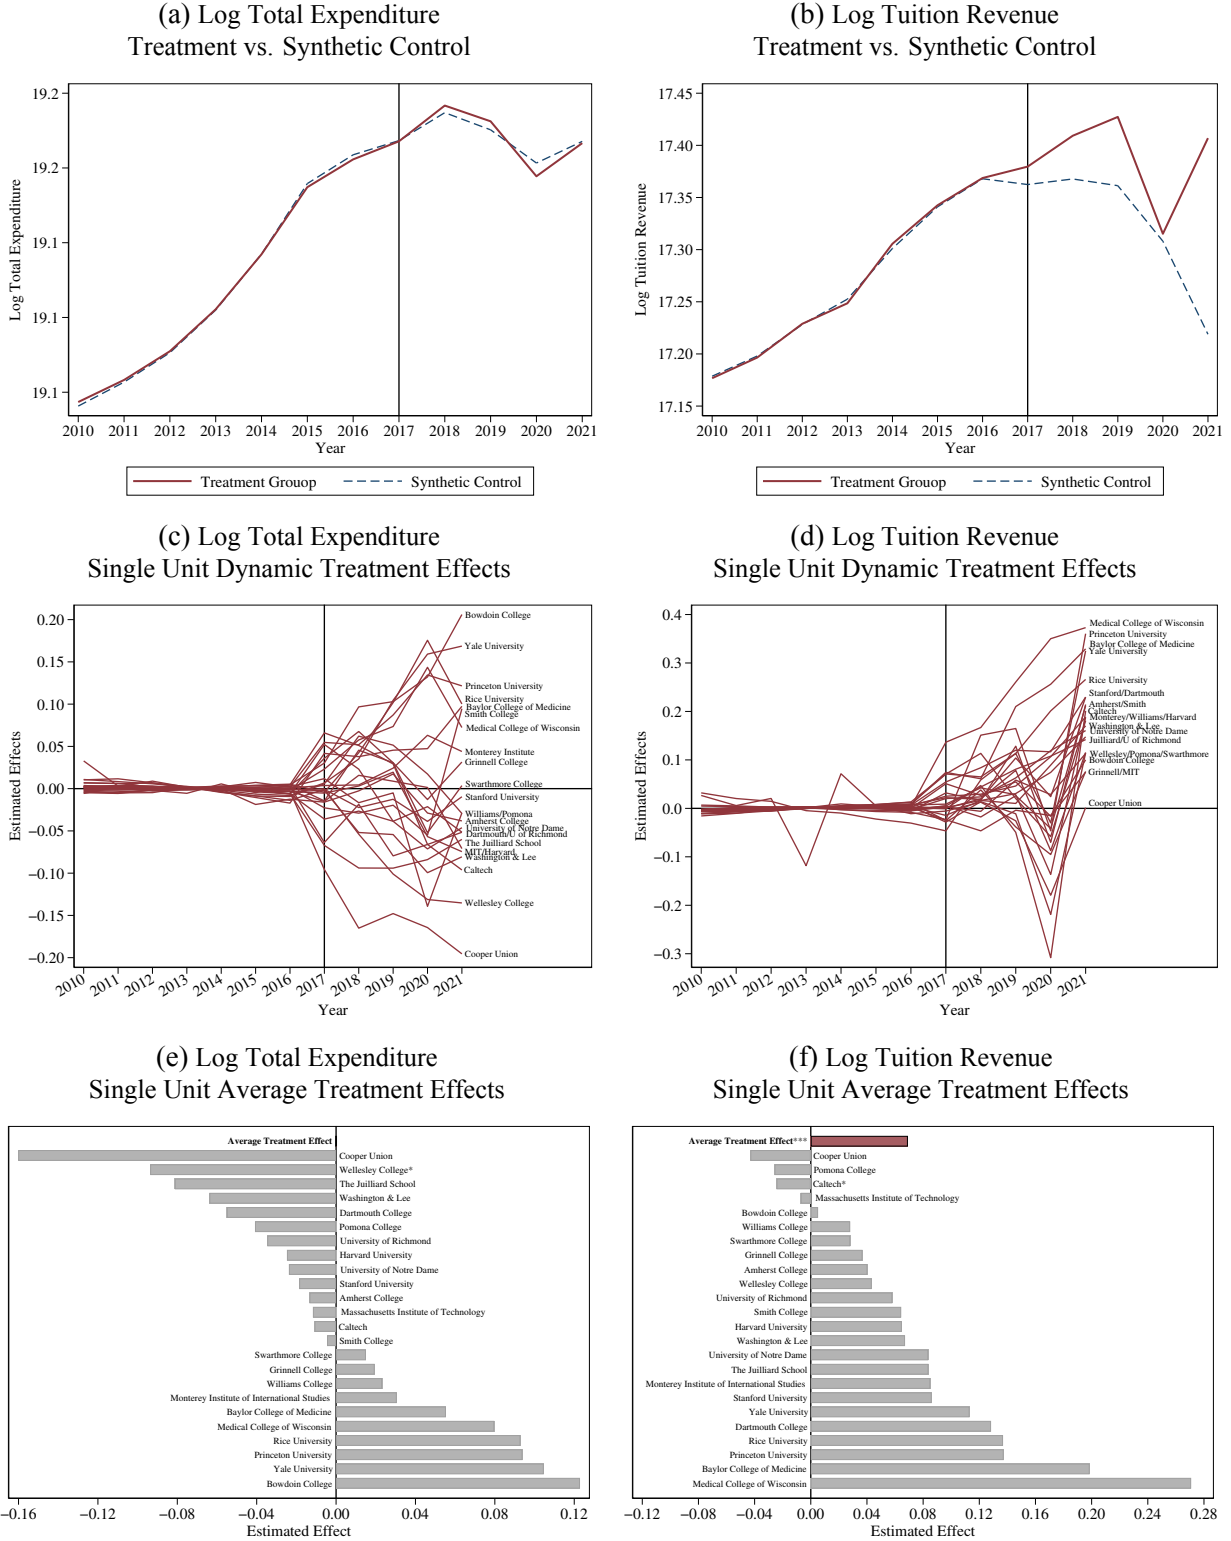 (a) Log Total Expenditure
Treatment vs. Synthetic Control
19.2
19.2
19.1
19.1
19.1
Log Total Expenditure
2010 2011 2012 2013 2014 2015 2016 2017 2018 2019 2020 2021
Year
Treatment Gruoop Synthetic Control
(b) Log Tuition Revenue
Treatment vs. Synthetic Control
17.45
17.40
17.35
17.30
17.25
17.20
17.15
Log Tuition Revenue
2010 2011 2012 2013 2014 2015 2016 2017 2018 2019 2020 2021
Year
Treatment Gruoop Synthetic Control
(c) Log Total Expenditure
Single Unit Dynamic Treatment Effects
0.20
0.15
0.10
0.05
0.00
−0.05
−0.10
−0.15
−0.20
Estimated Effects
Bowdoin College
Yale University
Princeton University
Rice University
Baylor College of Medicine
Smith College
Medical College of Wisconsin
Monterey Institute
Grinnell College
Swarthmore College
Stanford University
Williams/Pomona
Amherst College
University of Notre Dame
Dartmouth/U of Richmond
The Juilliard School
MIT/Harvard
Washington & Lee
Caltech
Wellesley College
Cooper Union
2010 2011 2012 2013 2014 2015 2016 2017 2018 2019 2020 2021
Year
(d) Log Tuition Revenue
Single Unit Dynamic Treatment Effects
0.4
0.3
0.2
0.1
0.0
−0.1
−0.2
−0.3
Estimated Effects
Medical College of Wisconsin
Princeton University
Baylor College of Medicine
Yale University
Rice University
Stanford/Dartmouth
Amherst/Smith
Caltech
Monterey/Williams/Harvard
Washington & Lee
University of Notre Dame
Juilliard/U of Richmond
Wellesley/Pomona/Swarthmore
Bowdoin College
Grinnell/MIT
Cooper Union
2010 2011 2012 2013 2014 2015 2016 2017 2018 2019 2020 2021
Year
(e) Log Total Expenditure
Single Unit Average Treatment Effects
Average Treatment Effect
Cooper Union
Wellesley College*
The Juilliard School
Washington & Lee
Dartmouth College
Pomona College
University of Richmond
Harvard University
University of Notre Dame
Stanford University
Amherst College
Massachusetts Institute of Technology
Caltech
Smith College
Swarthmore College
Grinnell College
Williams College
Monterey Institute of International Studies
Baylor College of Medicine
Medical College of Wisconsin
Rice University
Princeton University
Yale University
Bowdoin College
−0.16 −0.12 −0.08 −0.04 0.00 0.04 0.08 0.12
Estimated Effect
(f) Log Tuition Revenue
Single Unit Average Treatment Effects
Average Treatment Effect***
Cooper Union
Pomona College
Caltech*
Massachusetts Institute of Technology
Bowdoin College
Williams College
Swarthmore College
Grinnell College
Amherst College
Wellesley College
University of Richmond
Smith College
Harvard University
Washington & Lee
University of Notre Dame
The Juilliard School
Monterey Institute of International Studies
Stanford University
Yale University
Dartmouth College
Rice University
Princeton University
Baylor College of Medicine
Medical College of Wisconsin
−0.12 −0.08 −0.04 0.00 0.04 0.08 0.12 0.16 0.20 0.24 0.28
Estimated Effect